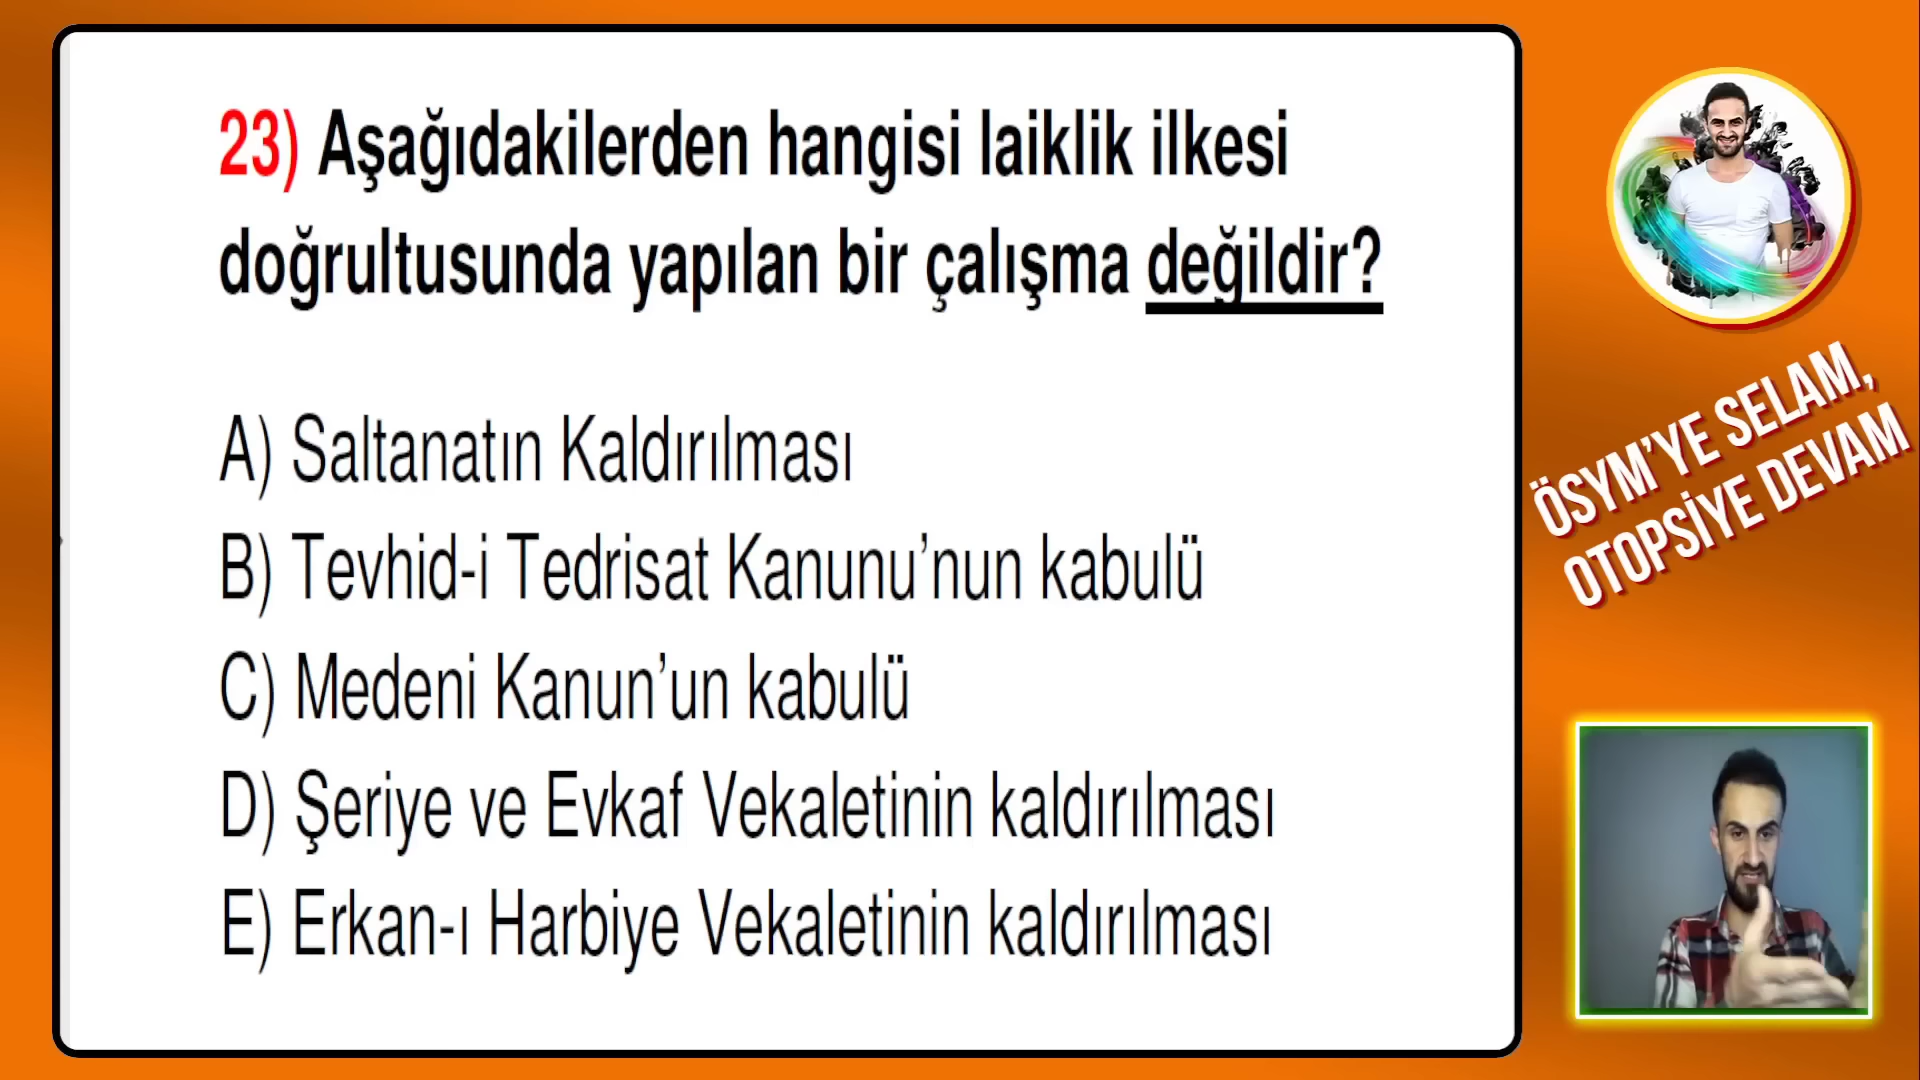 23) Aşağıdakilerden hangisi laiklik ilkesi
doğrultusunda yapılan bir çalışma değildir?
A) Saltanatın Kaldırılması
B) Tevhid-i Tedrisat Kanunu’nun kabulü
C) Medeni Kanun’un kabulü
D) Şeriye ve Evkaf Vekaletinin kaldırılması
E) Erkan-ı Harbiye Vekaletinin kaldırılması
ÖSYM’YE SELAM,
OTOPSİYE DEVAM